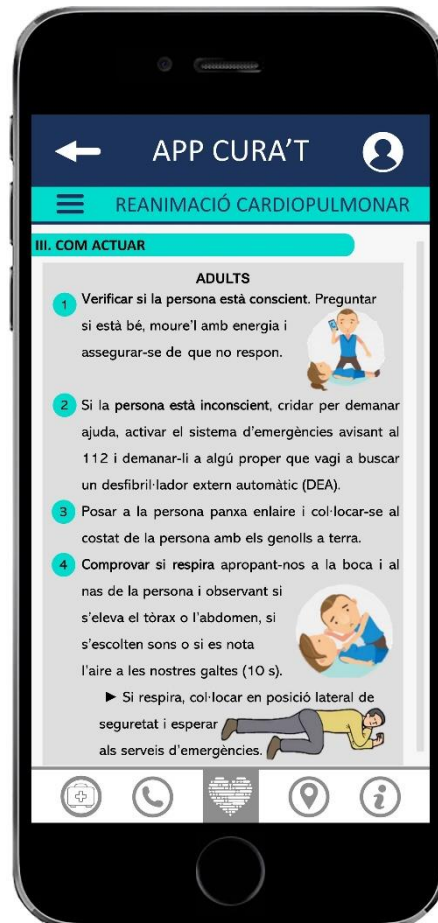 APP CURA'T
REANIMACIÓ CARDIOPULMONAR
III. COM ACTUAR
ADULTS
1 Verificar si la persona està conscient. Preguntar
si està bé, moure'l amb energia i
assegurar-se de que no respon.
2 Si la persona està inconscient, cridar per demanar
ajuda, activar el sistema d'emergències avisant al
112 i demanar-li a algú proper que vagi a buscar
un desfibril·lador extern automàtic (DEA).
3 Posar a la persona panxa enlaire i col·locar-se al
costat de la persona amb els genolls a terra.
4 Comprovar si respira apropant-nos a la boca i al
nas de la persona i observant si
s'eleva el tòrax o l'abdomen, si
s'escolten sons o si es nota
l'aire a les nostres galtes (10 s).
► Si respira, col·locar en posició lateral de
seguretat i esperar
als serveis d'emergències.